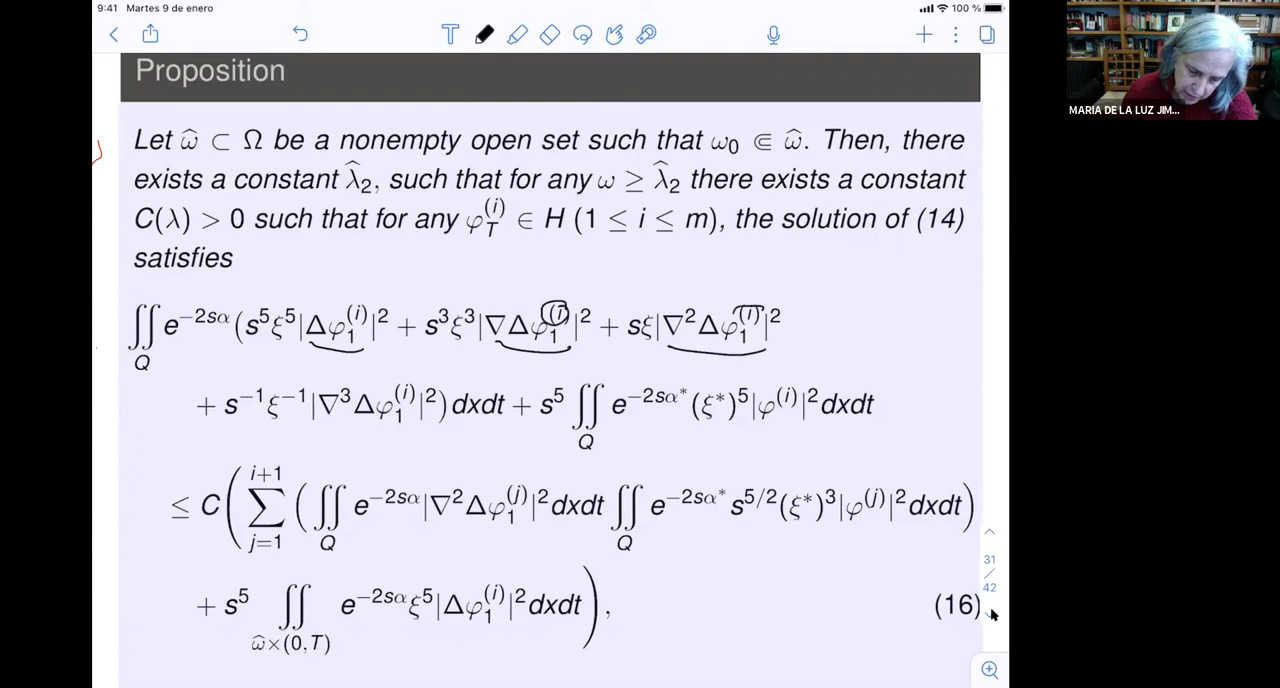 9:41 Martes 9 de enero
100 %
MARIA DE LA LUZ JIM...
Proposition
Let ω̂ ⊂ Ω be a nonempty open set such that ω₀ ⋐ ω̂. Then, there
exists a constant λ̂₂, such that for any ω ≥ λ̂₂ there exists a constant
C(λ) > 0 such that for any φ_T^{(i)} ∈ H (1 ≤ i ≤ m), the solution of (14)
satisfies
∬_Q e^{-2sα}(s⁵ξ⁵|Δφ₁^{(i)}|² + s³ξ³|∇Δφ₁^{(i)}|² + sξ|∇²Δφ₁^{(i)}|²
+ s⁻¹ξ⁻¹|∇³Δφ₁^{(i)}|²)dxdt + s⁵ ∬_Q e^{-2sα*}(ξ*)⁵|φ^{(i)}|²dxdt
≤ C( ∑_{j=1}^{i+1} ( ∬_Q e^{-2sα}|∇²Δφ₁^{(j)}|²dxdt ∬_Q e^{-2sα*}s^{5/2}(ξ*)³|φ^{(j)}|²dxdt )
+ s⁵ ∬_{ω̂×(0,T)} e^{-2sα}ξ⁵|Δφ₁^{(i)}|²dxdt ), (16)
31
/
42